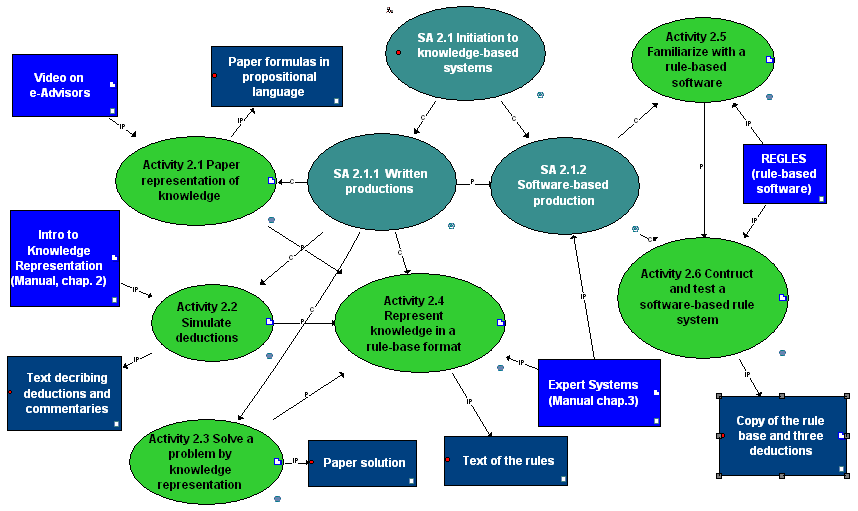 SA 2.1 Initiation to
knowledge-based
systems
Activity 2.5
Familiarize with a
rule-based
software
Video on
e-Advisors
Paper formulas in
propositional
language
IP
IP
C
C
C
P
IP
Activity 2.1 Paper
representation of
knowledge
C
SA 2.1.1 Written
productions
P
SA 2.1.2
Software-based
production
REGLES
(rule-based
software)
IP
Intro to
Knowledge
Representation
(Manual, chap. 2)
P
C
C
C
C
IP
Activity 2.2
Simulate
deductions
P
Activity 2.4
Represent
knowledge in a
rule-base format
IP
Activity 2.6 Contruct
and test a
software-based rule
system
IP
IP
IP
Text decribing
deductions and
commentaries
P
IP
Expert Systems
(Manual chap.3)
Copy of the rule
base and three
deductions
Activity 2.3 Solve a
problem by
knowledge
representation
IP
Paper solution
Text of the rules